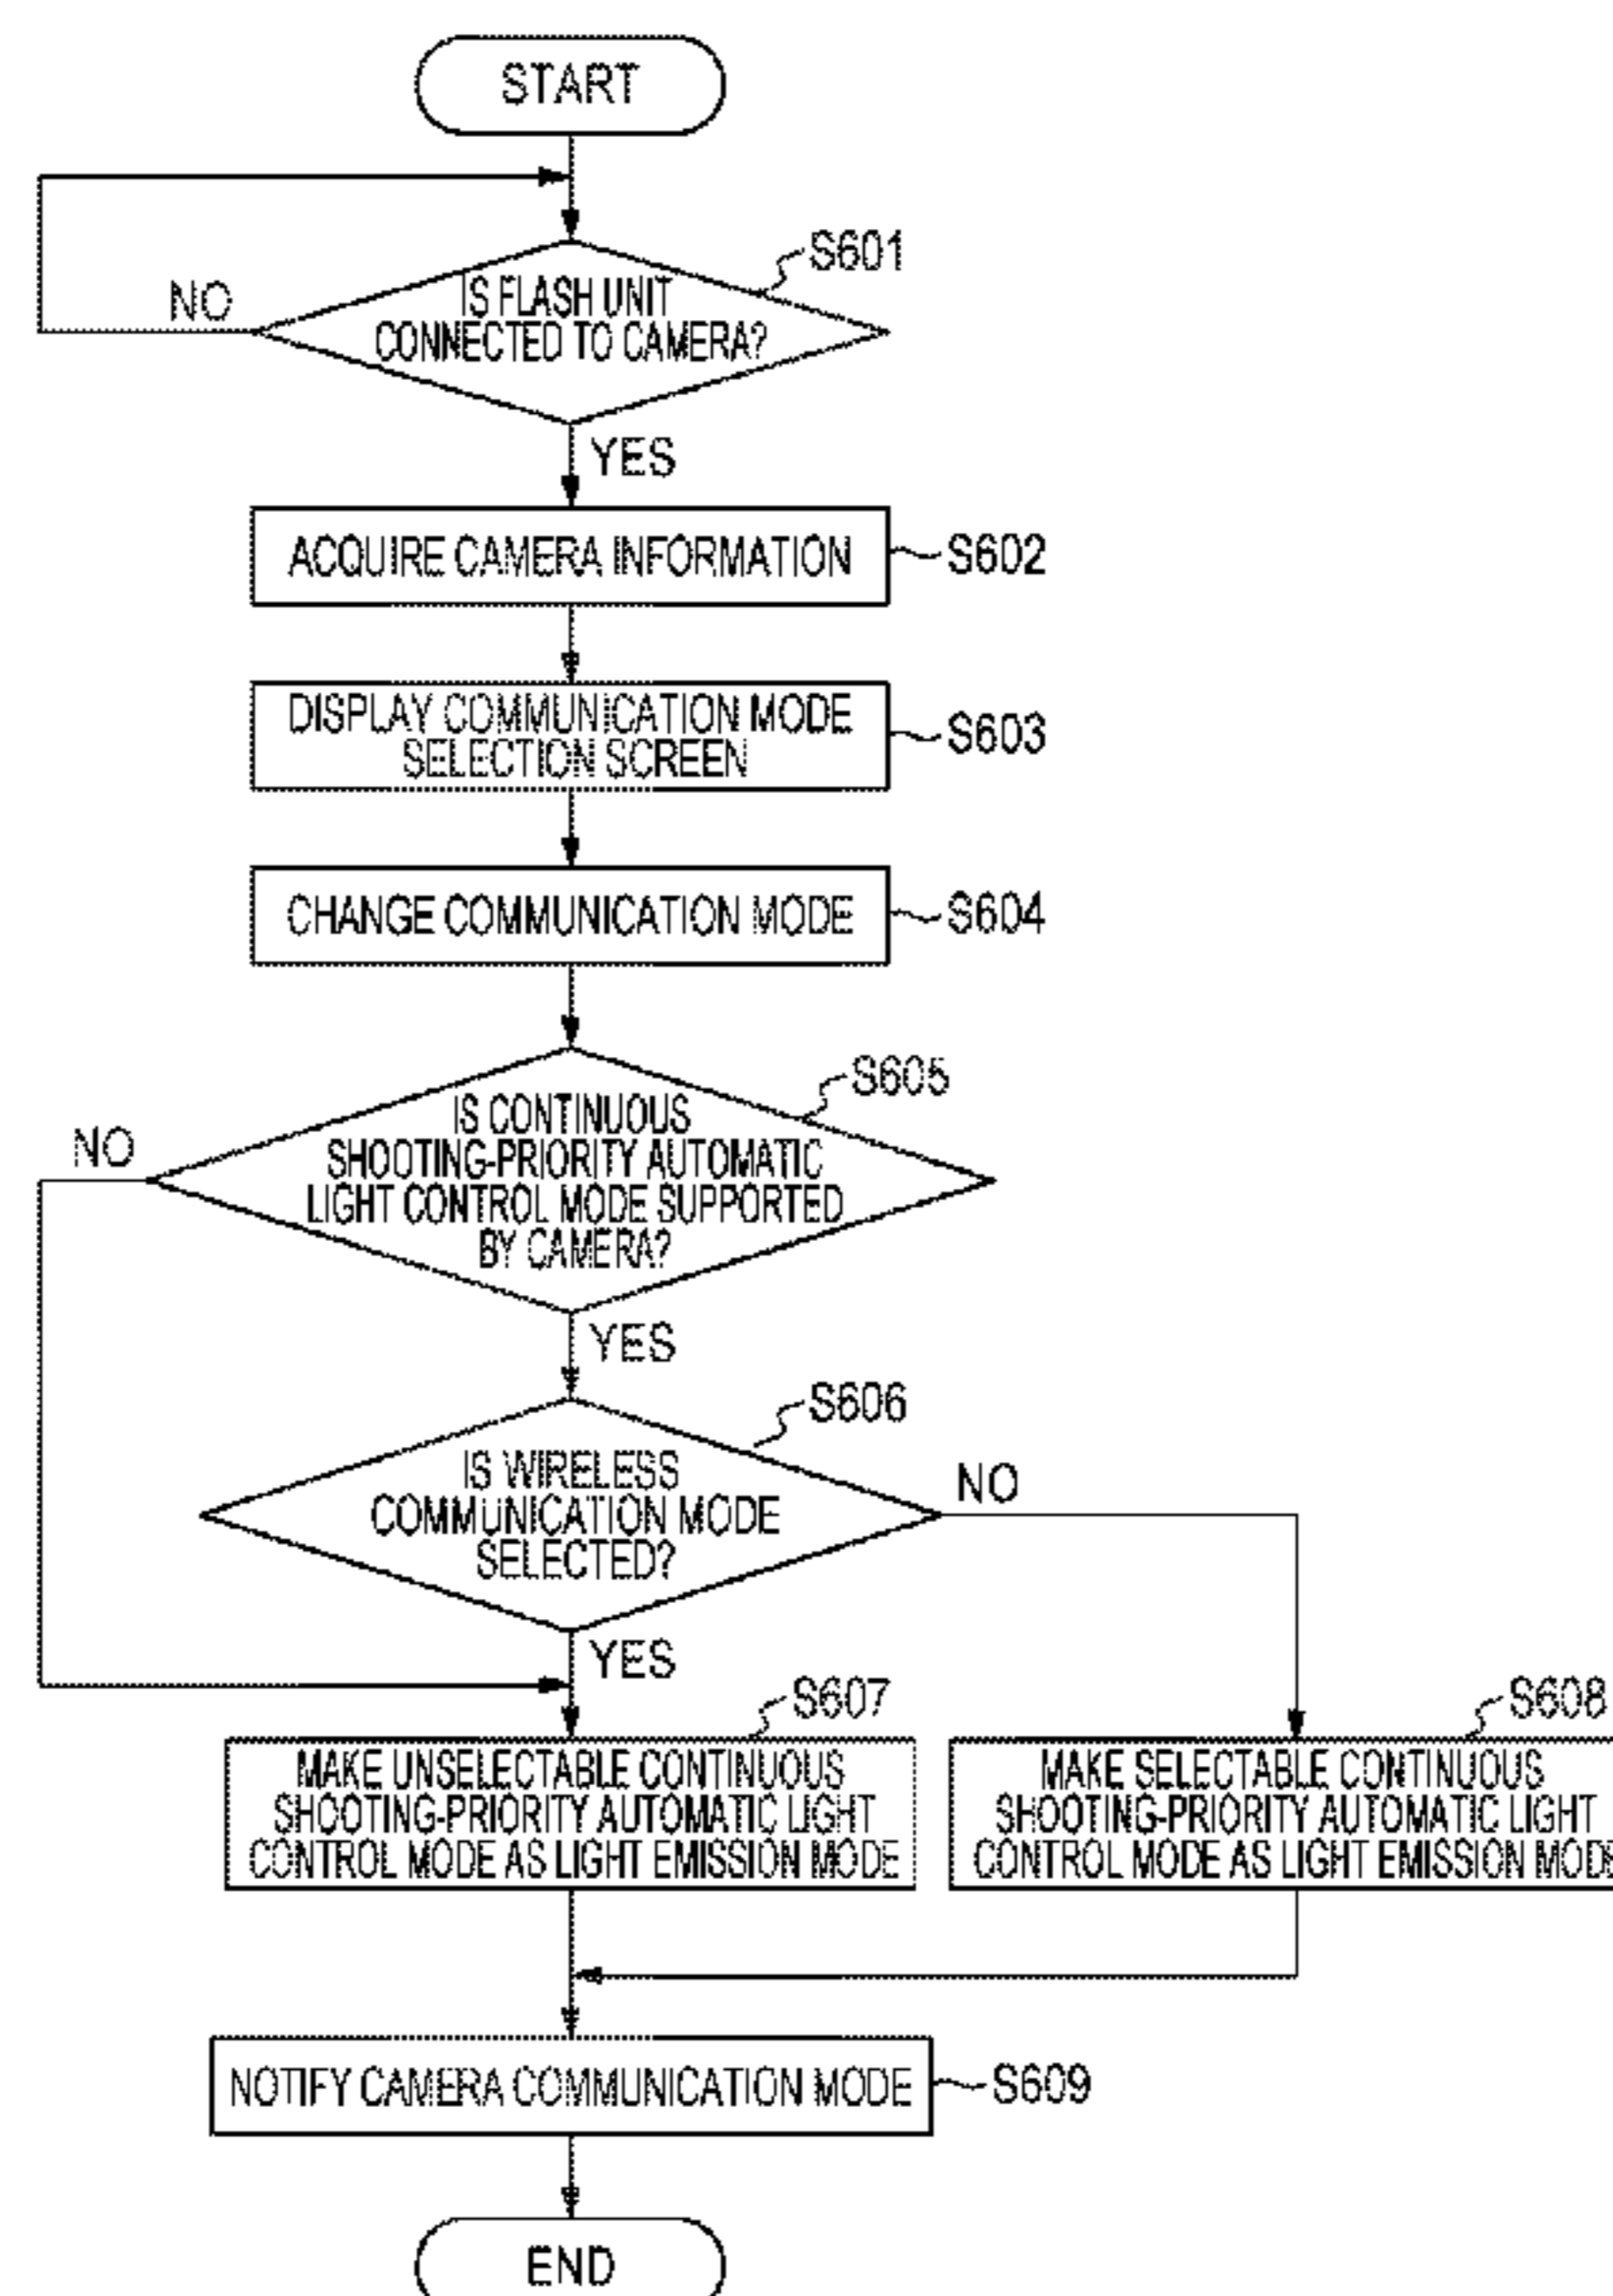 START
S601
NO
IS FLASH UNIT
CONNECTED TO CAMERA?
YES
ACQUIRE CAMERA INFORMATION
S602
DISPLAY COMMUNICATION MODE
SELECTION SCREEN
S603
CHANGE COMMUNICATION MODE
S604
S605
NO
IS CONTINUOUS
SHOOTING-PRIORITY AUTOMATIC
LIGHT CONTROL MODE SUPPORTED
BY CAMERA?
YES
S606
IS WIRELESS
COMMUNICATION MODE
SELECTED?
NO
YES
S607
MAKE UNSELECTABLE CONTINUOUS
SHOOTING-PRIORITY AUTOMATIC LIGHT
CONTROL MODE AS LIGHT EMISSION MODE
S608
MAKE SELECTABLE CONTINUOUS
SHOOTING-PRIORITY AUTOMATIC LIGHT
CONTROL MODE AS LIGHT EMISSION MODE
NOTIFY CAMERA COMMUNICATION MODE
S609
END